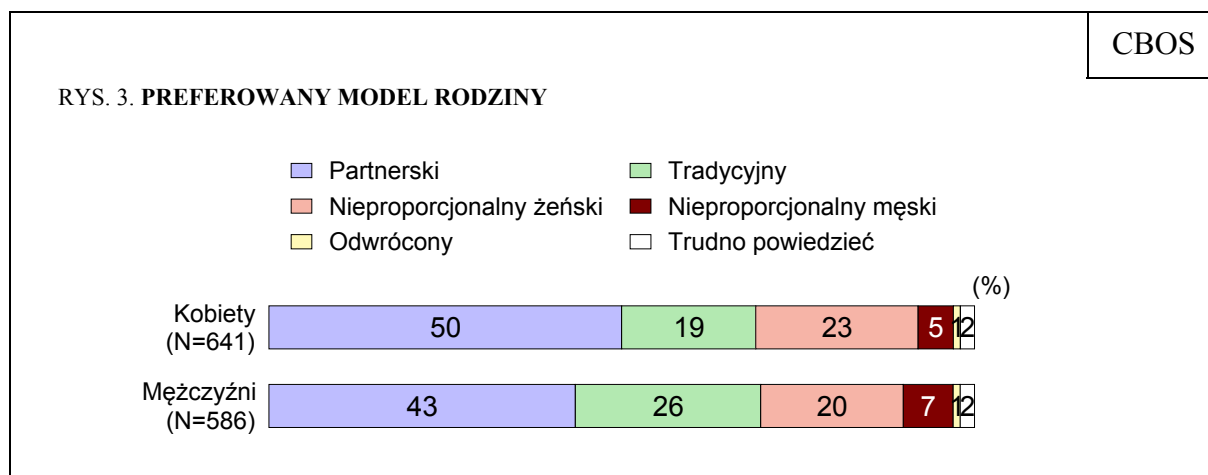 CBOS
RYS. 3. PREFEROWANY MODEL RODZINY
Partnerski Tradycyjny
Nieproporcjonalny żeński Nieproporcjonalny męski
Odwrócony Trudno powiedzieć
(%)
Kobiety
(N=641)
50 19 23 5 1 2
Mężczyźni
(N=586)
43 26 20 7 1 2